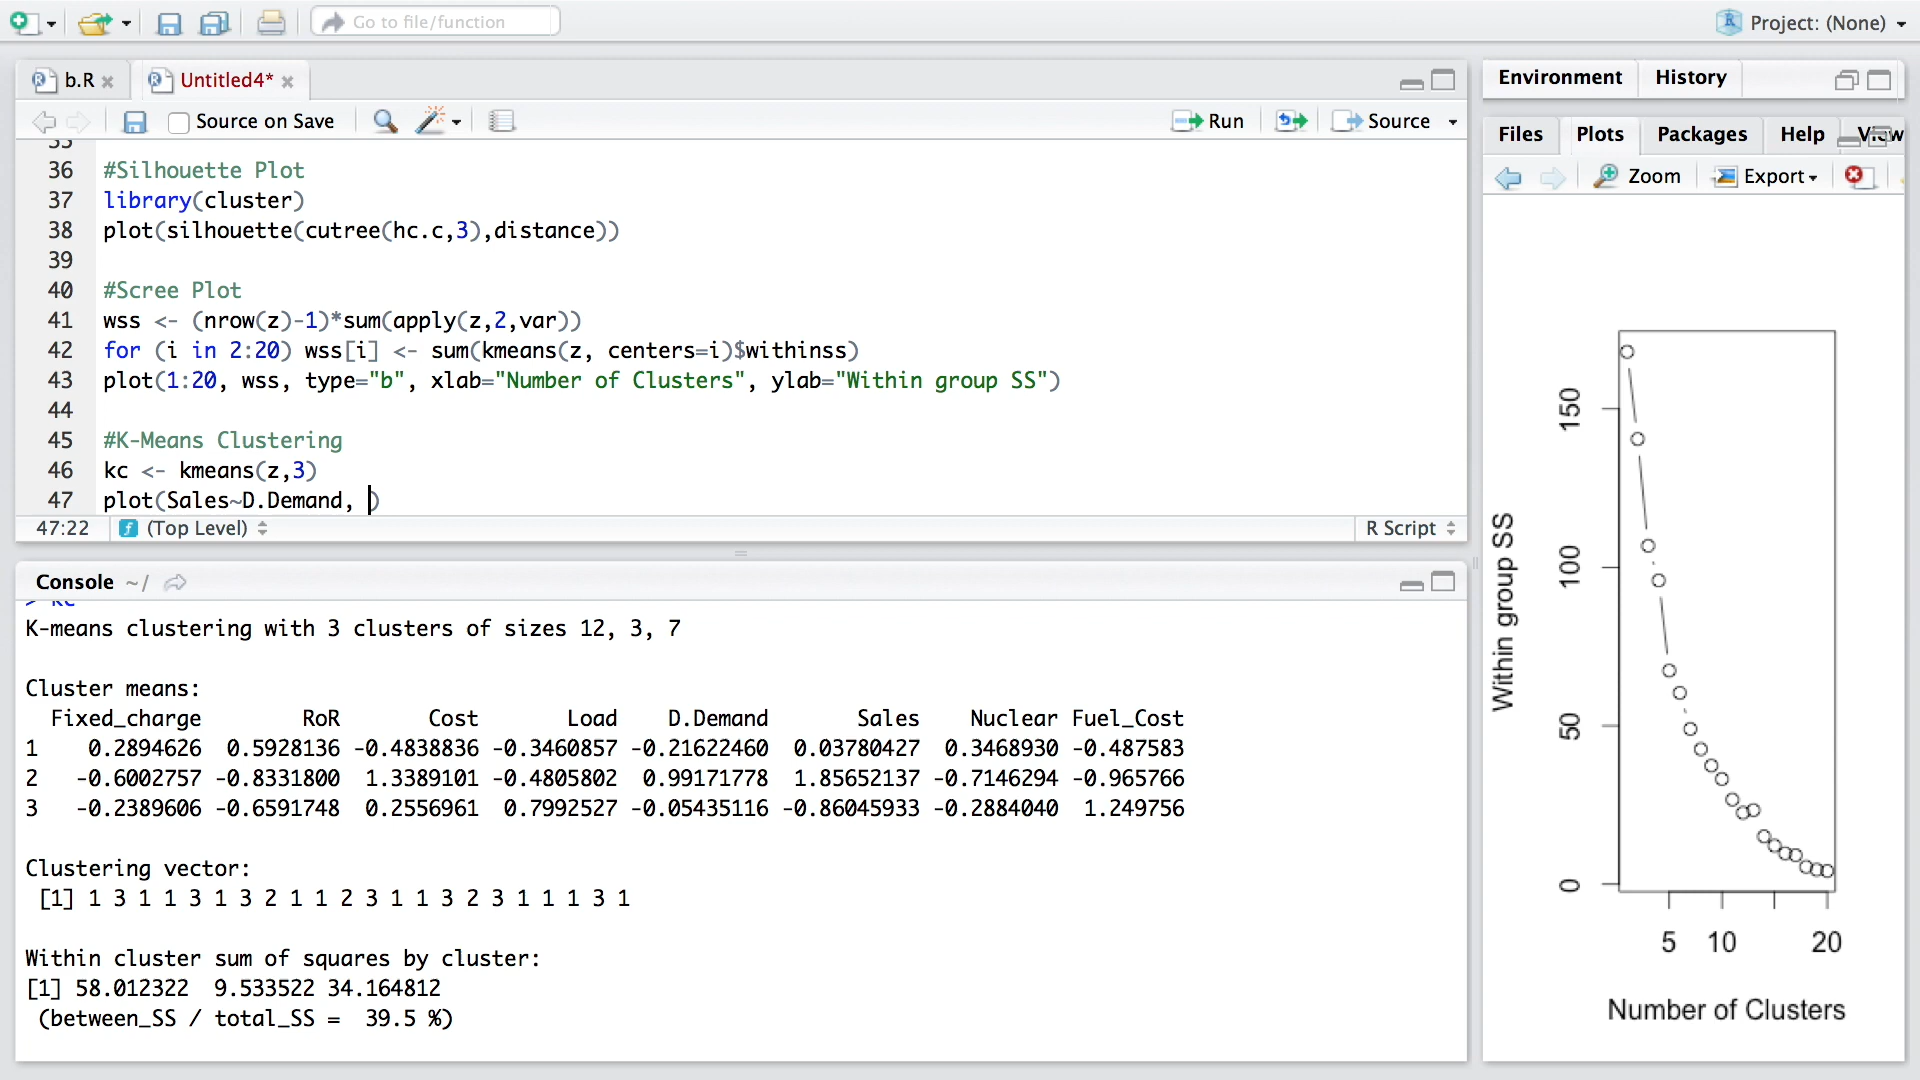 Go to file/function
Project: (None)
b.R
Untitled4*
Source on Save
Run
Source
36 #Silhouette Plot
37 library(cluster)
38 plot(silhouette(cutree(hc.c,3),distance))
39
40 #Scree Plot
41 wss <- (nrow(z)-1)*sum(apply(z,2,var))
42 for (i in 2:20) wss[i] <- sum(kmeans(z, centers=i)$withinss)
43 plot(1:20, wss, type="b", xlab="Number of Clusters", ylab="Within group SS")
44
45 #K-Means Clustering
46 kc <- kmeans(z,3)
47 plot(Sales~D.Demand, )
47:22 (Top Level) R Script
Console ~/
K-means clustering with 3 clusters of sizes 12, 3, 7
Cluster means:
Fixed_charge RoR Cost Load D.Demand Sales Nuclear Fuel_Cost
1 0.2894626 0.5928136 -0.4838836 -0.3460857 -0.21622460 0.03780427 0.3468930 -0.487583
2 -0.6002757 -0.8331800 1.3389101 -0.4805802 0.99171778 1.85652137 -0.7146294 -0.965766
3 -0.2389606 -0.6591748 0.2556961 0.7992527 -0.05435116 -0.86045933 -0.2884040 1.249756
Clustering vector:
[1] 1 3 1 1 3 1 3 2 1 1 2 3 1 1 3 2 3 1 1 1 3 1
Within cluster sum of squares by cluster:
[1] 58.012322 9.533522 34.164812
(between_SS / total_SS = 39.5 %)
Environment History
Files Plots Packages Help
Zoom Export
Within group SS
150
100
50
0
5 10 20
Number of Clusters